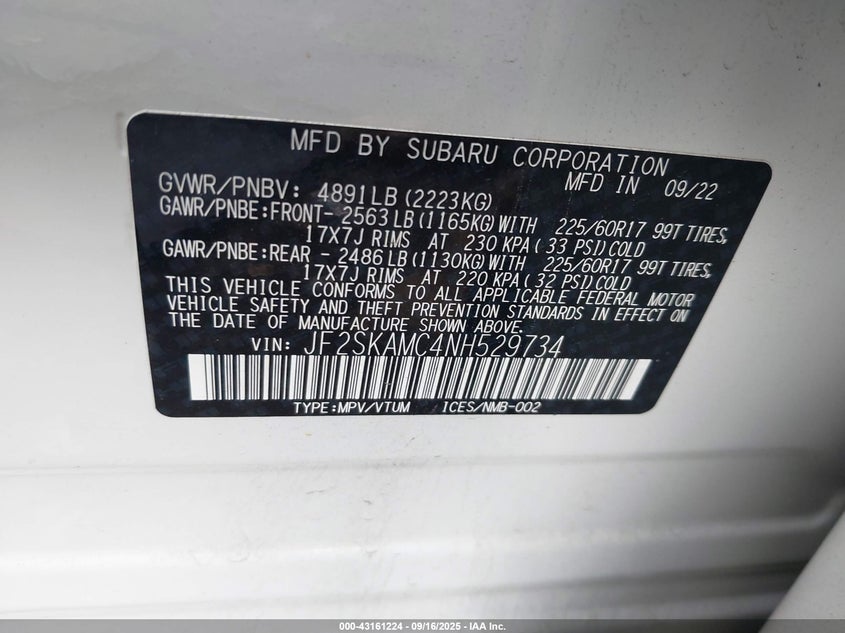 MFD BY SUBARU CORPORATION
MFD IN 09/22
GVWR/PNBV: 4891LB (2223KG)
GAWR/PNBE:FRONT- 2563LB (1165KG) WITH 225/60R17 99T TIRES,
17X7J RIMS AT 230 KPA ( 33 PSI) COLD
GAWR/PNBE:REAR - 2486LB (1130KG) WITH 225/60R17 99T TIRES,
17X7J RIMS AT 220 KPA ( 32 PSI) COLD
THIS VEHICLE CONFORMS TO ALL APPLICABLE FEDERAL MOTOR
VEHICLE SAFETY AND THEFT PREVENTION STANDARDS IN EFFECT ON
THE DATE OF MANUFACTURE SHOWN ABOVE.
VIN: JF2SKAMC4NH529734
TYPE:MPV/VTUM ICES/NMB-002
000-43161224 - 09/16/2025 - IAA Inc.